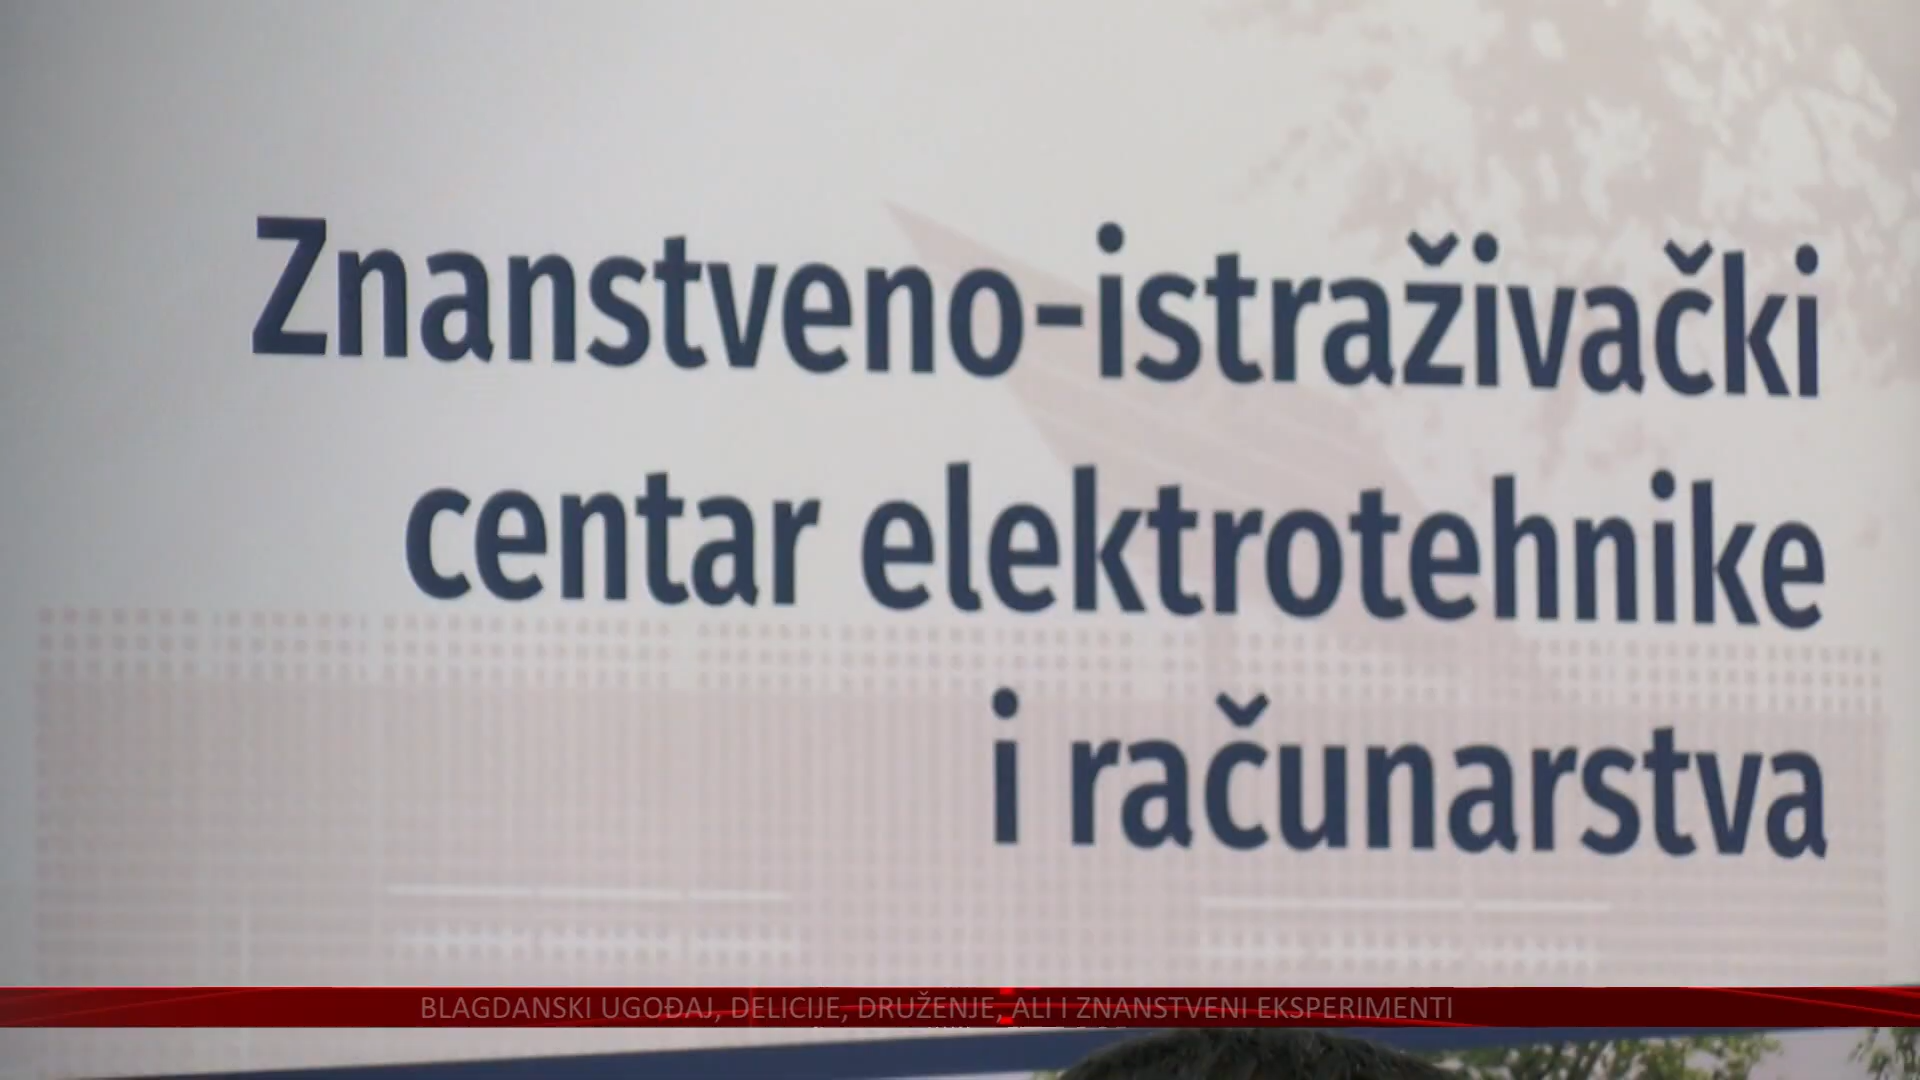 Znanstveno-istraživački
centar elektrotehnike
i računarstva
BLAGDANSKI UGOĐAJ, DELICIJE, DRUŽENJE, ALI I ZNANSTVENI EKSPERIMENTI